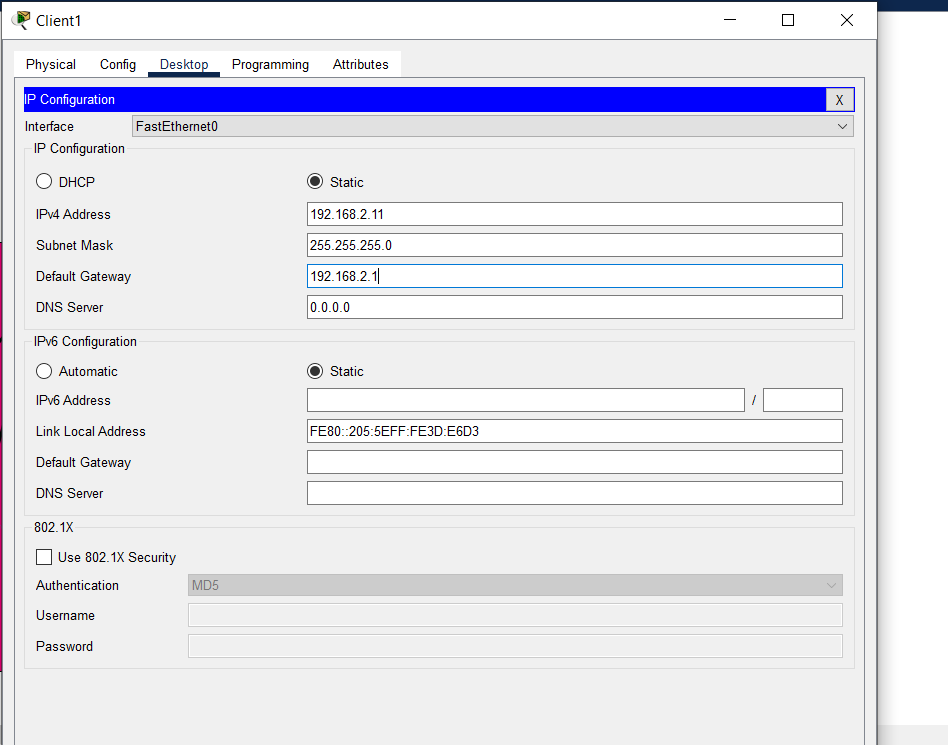 Client1
Physical Config Desktop Programming Attributes
IP Configuration X
Interface FastEthernet0
IP Configuration
DHCP Static
IPv4 Address 192.168.2.11
Subnet Mask 255.255.255.0
Default Gateway 192.168.2.1
DNS Server 0.0.0.0
IPv6 Configuration
Automatic Static
IPv6 Address /
Link Local Address FE80::205:5EFF:FE3D:E6D3
Default Gateway
DNS Server
802.1X
Use 802.1X Security
Authentication MD5
Username
Password